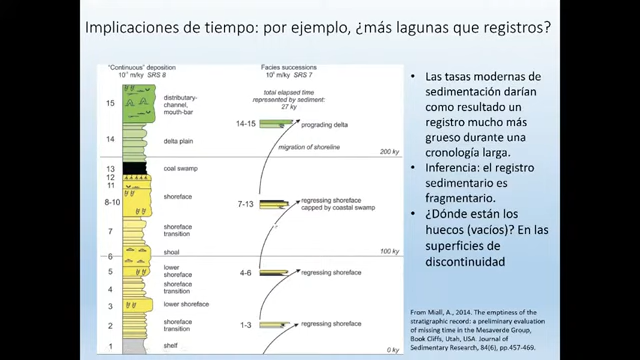 Implicaciones de tiempo: por ejemplo, ¿más lagunas que registros?
"Continuous" deposition
10⁻¹ m/ky SRS 8
Facies successions
10⁰ m/ky SRS 7
total elapsed time
represented by sediment:
27 ky
15
distributary-
channel,
mouth-bar
14-15
prograding delta
14
delta plain
migration of shoreline
200 ky
13
coal swamp
12
11
8-10
shoreface
7-13
regressing shoreface
capped by coastal swamp
7
shoreface
transition
6
shoal
100 ky
5
lower
shoreface
4-6
regressing shoreface
4
shoreface
transition
3
lower shoreface
2
shoreface
transition
1-3
regressing shoreface
1
shelf
0 ky
• Las tasas modernas de
sedimentación darían
como resultado un
registro mucho más
grueso durante una
cronología larga.
• Inferencia: el registro
sedimentario es
fragmentario.
• ¿Dónde están los
huecos (vacíos)? En las
superficies de
discontinuidad
From Miall, A., 2014. The emptiness of the
stratigraphic record: a preliminary evaluation
of missing time in the Mesaverde Group,
Book Cliffs, Utah, USA. Journal of
Sedimentary Research, 84(6), pp.457-469.